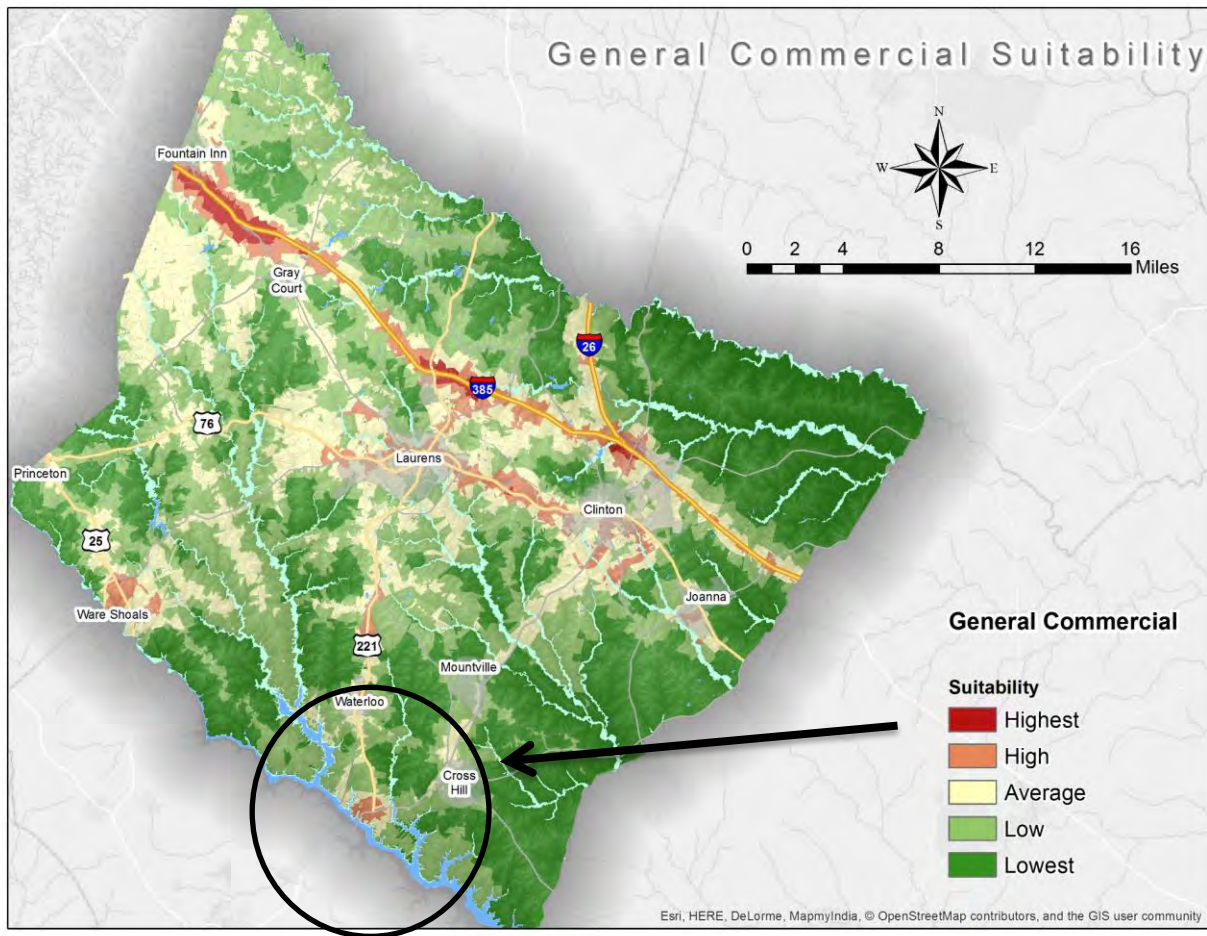 General Commercial Suitability
N
W E
S
0 2 4 8 12 16
Miles
Fountain Inn
Gray
Court
26
385
76
Laurens
Princeton
Clinton
25
Ware Shoals
Joanna
221
Mountville
Waterloo
Cross
Hill
General Commercial
Suitability
Highest
High
Average
Low
Lowest
Esri, HERE, DeLorme, MapmyIndia, © OpenStreetMap contributors, and the GIS user community